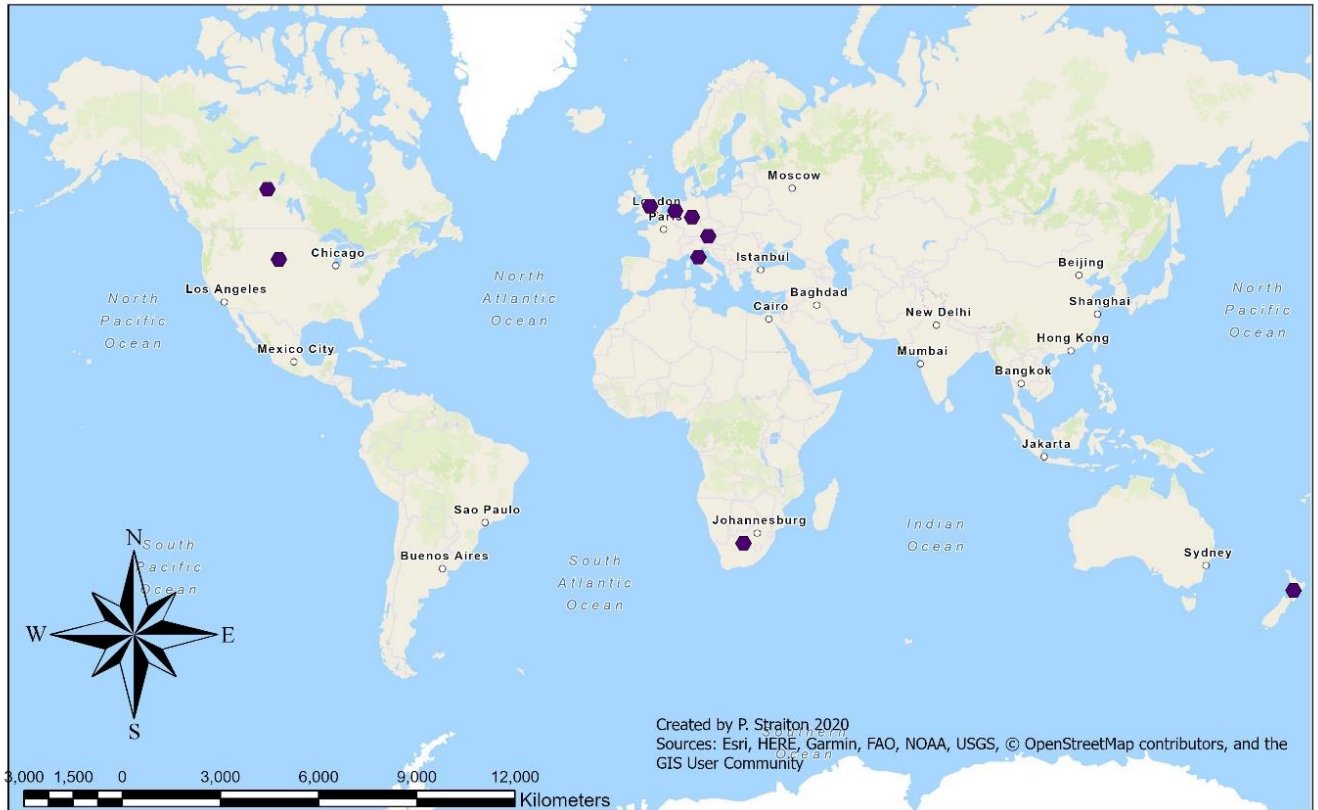 Moscow
London
Paris
Chicago
Istanbul
Beijing
North
Atlantic
Ocean
Los Angeles
Baghdad
North
Pacific
Ocean
Cairo
Shanghai
North
Pacific
Ocean
New Delhi
Hong Kong
Mexico City
Mumbai
Bangkok
Jakarta
Sao Paulo
Johannesburg
Indian
Ocean
N
South
Pacific
Ocean
Buenos Aires
South
Atlantic
Ocean
Sydney
W
E
S
Created by P. Straiton 2020
Southern
Sources: Esri, HERE, Garmin, FAO, NOAA, USGS, © OpenStreetMap contributors, and the
Ocean
GIS User Community
3,000 1,500 0 3,000 6,000 9,000 12,000
Kilometers